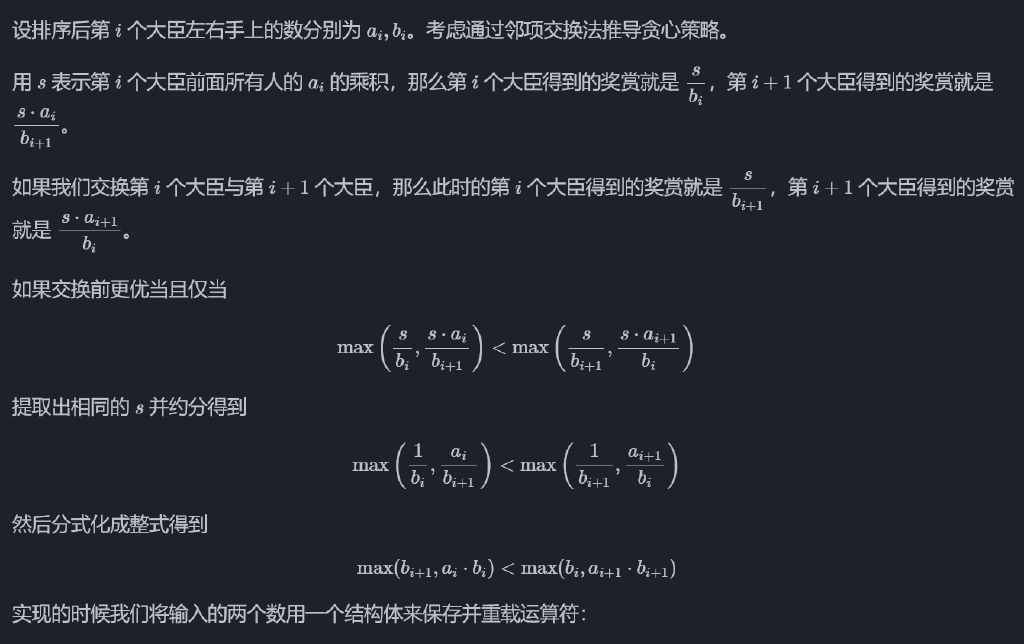 设排序后第 i 个大臣左右手上的数分别为 a_i, b_i。考虑通过邻项交换法推导贪心策略。
用 s 表示第 i 个大臣前面所有人的 a_i 的乘积，那么第 i 个大臣得到的奖赏就是 \frac{s}{b_i}，第 i + 1 个大臣得到的奖赏就是
\frac{s \cdot a_i}{b_{i+1}}。
如果我们交换第 i 个大臣与第 i + 1 个大臣，那么此时的第 i 个大臣得到的奖赏就是 \frac{s}{b_{i+1}}，第 i + 1 个大臣得到的奖赏
就是 \frac{s \cdot a_{i+1}}{b_i}。
如果交换前更优当且仅当
\max\left(\frac{s}{b_i}, \frac{s \cdot a_i}{b_{i+1}}\right) < \max\left(\frac{s}{b_{i+1}}, \frac{s \cdot a_{i+1}}{b_i}\right)
提取出相同的 s 并约分得到
\max\left(\frac{1}{b_i}, \frac{a_i}{b_{i+1}}\right) < \max\left(\frac{1}{b_{i+1}}, \frac{a_{i+1}}{b_i}\right)
然后分式化成整式得到
\max(b_{i+1}, a_i \cdot b_i) < \max(b_i, a_{i+1} \cdot b_{i+1})
实现的时候我们将输入的两个数用一个结构体来保存并重载运算符：